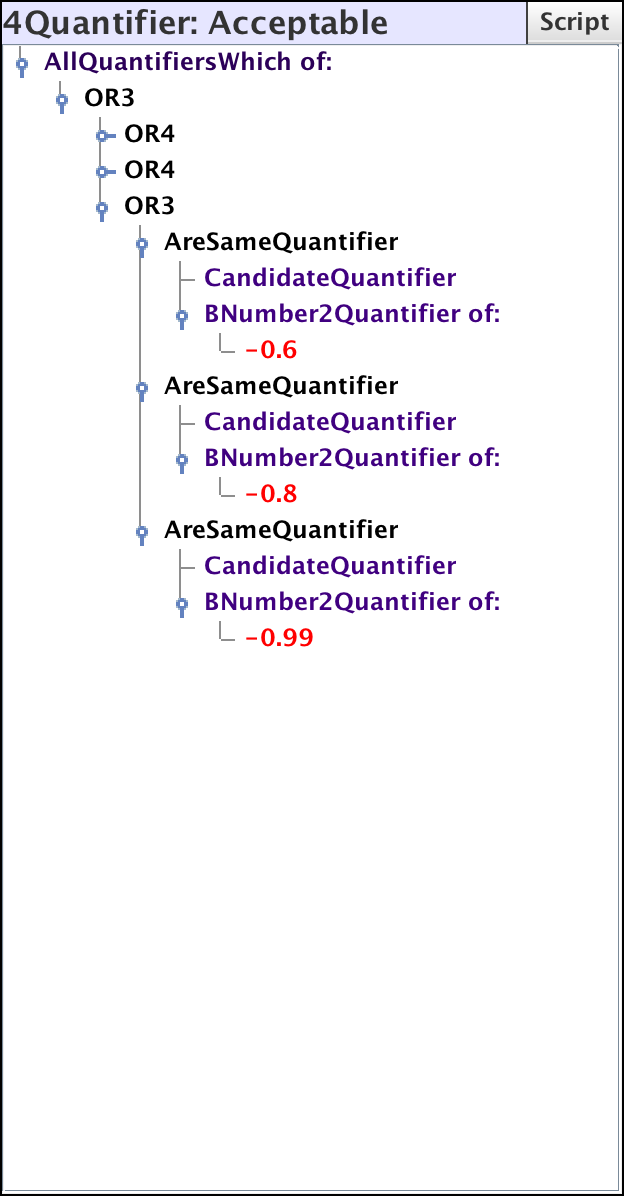 4Quantifier: Acceptable
Script
AllQuantifiersWhich of:
OR3
OR4
OR4
OR3
AreSameQuantifier
CandidateQuantifier
BNumber2Quantifier of:
-0.6
AreSameQuantifier
CandidateQuantifier
BNumber2Quantifier of:
-0.8
AreSameQuantifier
CandidateQuantifier
BNumber2Quantifier of:
-0.99